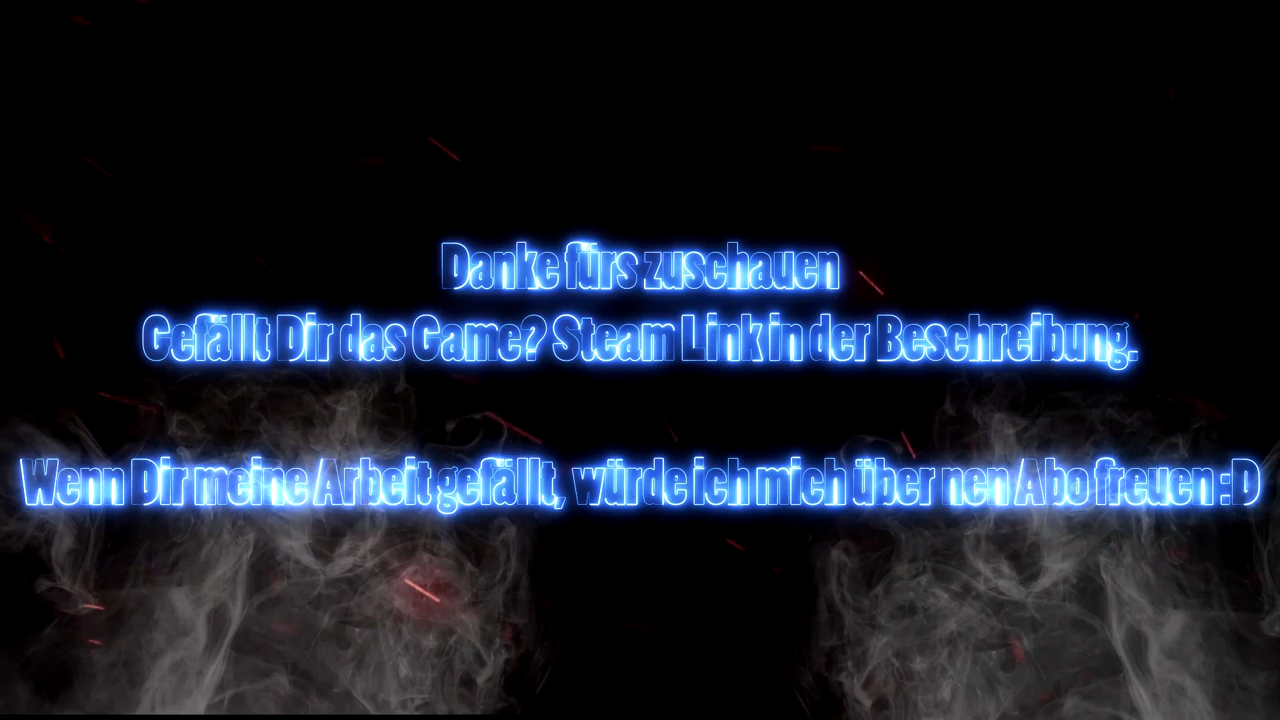 Danke fürs zuschauen
Gefällt Dir das Game? Steam Link in der Beschreibung.
Wenn Dir meine Arbeit gefällt, würde ich mich über nen Abo freuen :D